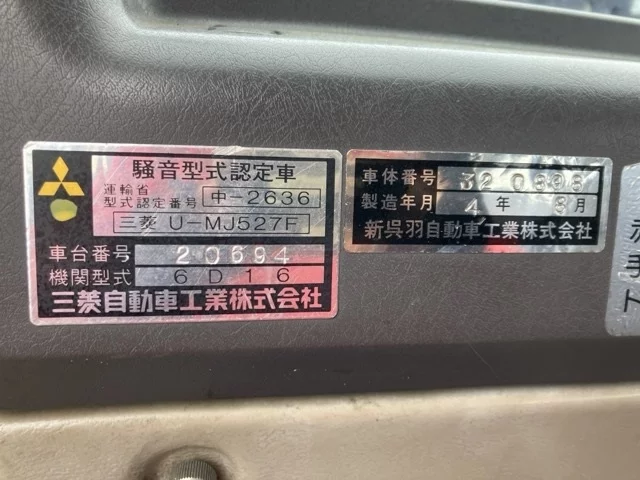 騒音型式認定車
運輸省
型式認定番号 中-2636
三菱 U-MJ527F
車台番号 20694
機関型式 6D16
三菱自動車工業株式会社
車体番号
製造年月 4年 8月
新呉羽自動車工業株式会社
手
ト